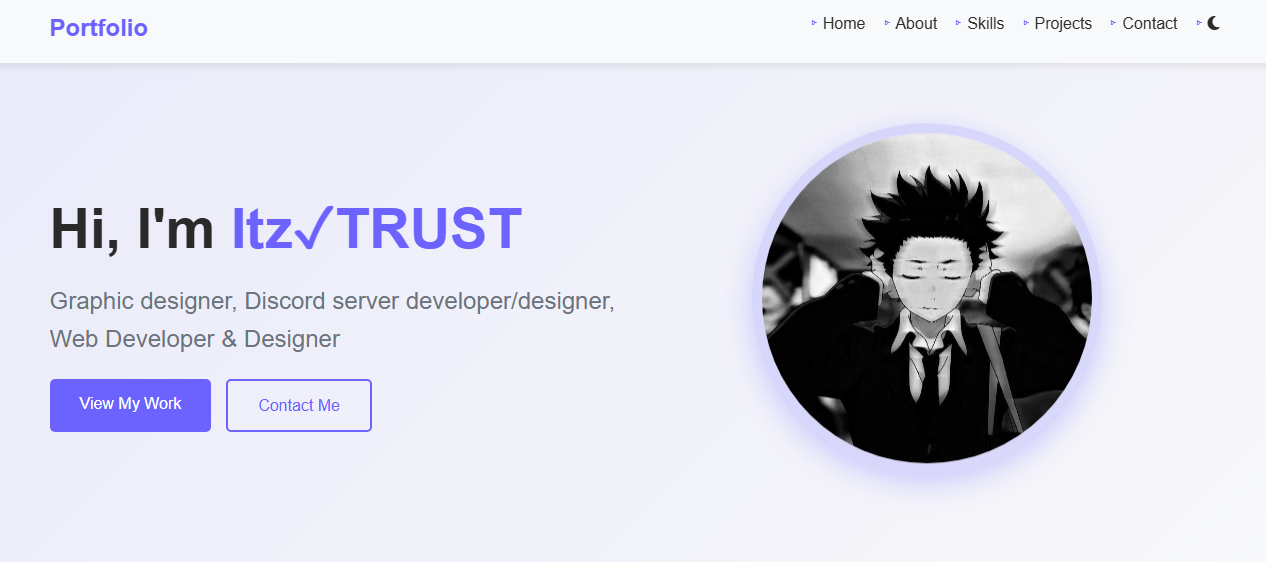 Portfolio
Home About Skills Projects Contact
Hi, I'm Itz✓TRUST
Graphic designer, Discord server developer/designer,
Web Developer & Designer
View My Work Contact Me